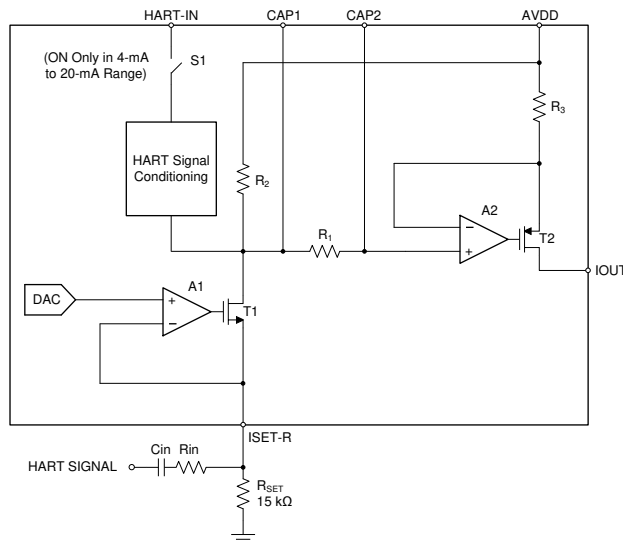 HART-IN
CAP1
CAP2
AVDD
(ON Only in 4-mA
to 20-mA Range)
S1
HART Signal
Conditioning
R2
R3
R1
A2
T2
IOUT
DAC
A1
T1
+
−
−
+
ISET-R
HART SIGNAL
Cin
Rin
RSET
15 kΩ